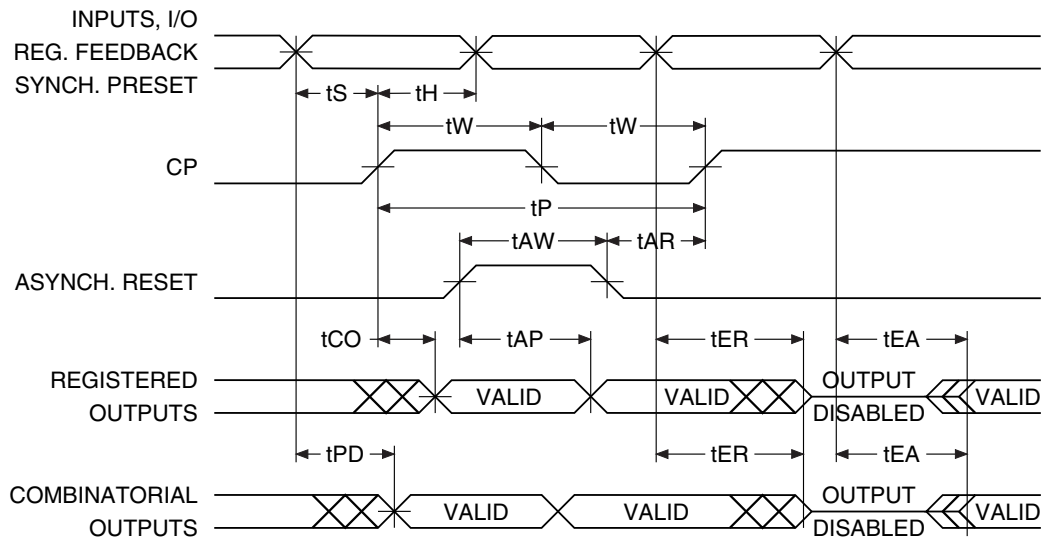 INPUTS, I/O
REG. FEEDBACK
SYNCH. PRESET
tS tH
tW tW
CP
tP
tAW tAR
ASYNCH. RESET
tCO tAP tER tEA
REGISTERED OUTPUT
VALID VALID VALID
OUTPUTS DISABLED
tPD tER tEA
COMBINATORIAL OUTPUT
VALID VALID VALID
OUTPUTS DISABLED